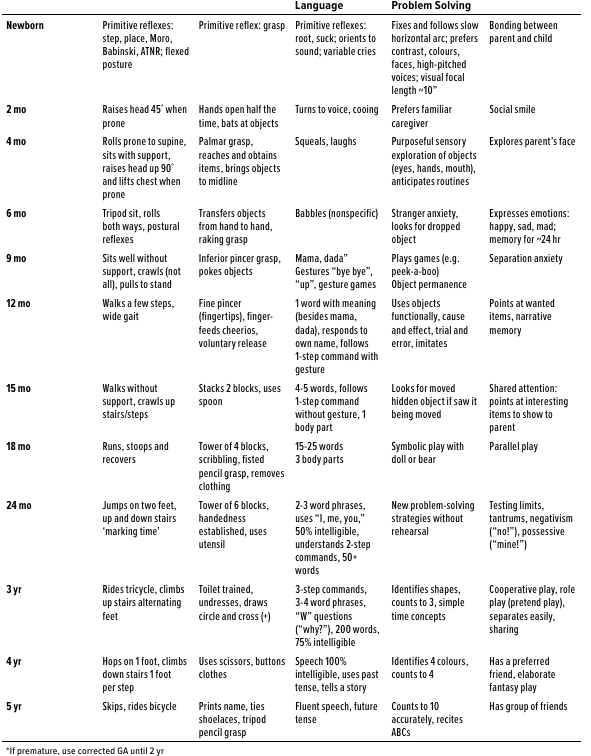 Language
Problem Solving
Newborn
Primitive reflexes:
step, place, Moro,
Babinski, ATNR; flexed
posture
Primitive reflex: grasp
Primitive reflexes:
root, suck; orients to
sound; variable cries
Fixes and follows slow
horizontal arc; prefers
contrast, colours,
faces, high-pitched
voices; visual focal
length ~10”
Bonding between
parent and child
2 mo
Raises head 45˚ when
prone
Hands open half the
time, bats at objects
Turns to voice, cooing
Prefers familiar
caregiver
Social smile
4 mo
Rolls prone to supine,
sits with support,
raises head up 90˚
and lifts chest when
prone
Palmar grasp,
reaches and obtains
items, brings objects
to midline
Squeals, laughs
Purposeful sensory
exploration of objects
(eyes, hands, mouth),
anticipates routines
Explores parent’s face
6 mo
Tripod sit, rolls
both ways, postural
reflexes
Transfers objects
from hand to hand,
raking grasp
Babbles (nonspecific)
Stranger anxiety,
looks for dropped
object
Expresses emotions:
happy, sad, mad;
memory for ~24 hr
9 mo
Sits well without
support, crawls (not
all), pulls to stand
Inferior pincer grasp,
pokes objects
Mama, dada”
Gestures “bye bye”,
“up”, gesture games
Plays games (e.g.
peek-a-boo)
Object permanence
Separation anxiety
12 mo
Walks a few steps,
wide gait
Fine pincer
(fingertips), finger-
feeds cheerios,
voluntary release
1 word with meaning
(besides mama,
dada), responds to
own name, follows
1-step command with
gesture
Uses objects
functionally, cause
and effect, trial and
error, imitates
Points at wanted
items, narrative
memory
15 mo
Walks without
support, crawls up
stairs/steps
Stacks 2 blocks, uses
spoon
4-5 words, follows
1-step command
without gesture, 1
body part
Looks for moved
hidden object if saw it
being moved
Shared attention:
points at interesting
items to show to
parent
18 mo
Runs, stoops and
recovers
Tower of 4 blocks,
scribbling, fisted
pencil grasp, removes
clothing
15-25 words
3 body parts
Symbolic play with
doll or bear
Parallel play
24 mo
Jumps on two feet,
up and down stairs
‘marking time’
Tower of 6 blocks,
handedness
established, uses
utensil
2-3 word phrases,
uses “I, me, you,”
50% intelligible,
understands 2-step
commands, 50+
words
New problem-solving
strategies without
rehearsal
Testing limits,
tantrums, negativism
(“no!”), possessive
(“mine!”)
3 yr
Rides tricycle, climbs
up stairs alternating
feet
Toilet trained,
undresses, draws
circle and cross (+)
3-step commands,
3-4 word phrases,
“W” questions
(“why?”), 200 words,
75% intelligible
Identifies shapes,
counts to 3, simple
time concepts
Cooperative play, role
play (pretend play),
separates easily,
sharing
4 yr
Hops on 1 foot, climbs
down stairs 1 foot
per step
Uses scissors, buttons
clothes
Speech 100%
intelligible, uses past
tense, tells a story
Identifies 4 colours,
counts to 4
Has a preferred
friend, elaborate
fantasy play
5 yr
Skips, rides bicycle
Prints name, ties
shoelaces, tripod
pencil grasp
Fluent speech, future
tense
Counts to 10
accurately, recites
ABCs
Has group of friends
*If premature, use corrected GA until 2 yr